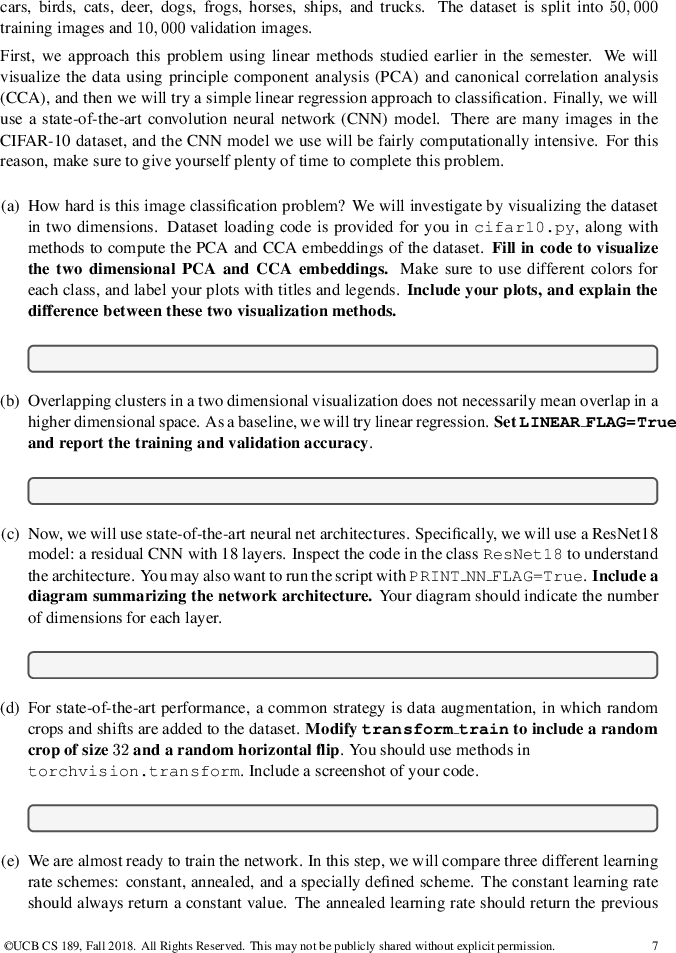 cars, birds, cats, deer, dogs, frogs, horses, ships, and trucks. The dataset is split into 50, 000
training images and 10, 000 validation images.
First, we approach this problem using linear methods studied earlier in the semester. We will
visualize the data using principle component analysis (PCA) and canonical correlation analysis
(CCA), and then we will try a simple linear regression approach to classification. Finally, we will
use a state-of-the-art convolution neural network (CNN) model. There are many images in the
CIFAR-10 dataset, and the CNN model we use will be fairly computationally intensive. For this
reason, make sure to give yourself plenty of time to complete this problem.
(a) How hard is this image classification problem? We will investigate by visualizing the dataset
in two dimensions. Dataset loading code is provided for you in cifar10.py, along with
methods to compute the PCA and CCA embeddings of the dataset. Fill in code to visualize
the two dimensional PCA and CCA embeddings. Make sure to use different colors for
each class, and label your plots with titles and legends. Include your plots, and explain the
difference between these two visualization methods.
(b) Overlapping clusters in a two dimensional visualization does not necessarily mean overlap in a
higher dimensional space. As a baseline, we will try linear regression. Set LINEAR_FLAG=True
and report the training and validation accuracy.
(c) Now, we will use state-of-the-art neural net architectures. Specifically, we will use a ResNet18
model: a residual CNN with 18 layers. Inspect the code in the class ResNet18 to understand
the architecture. You may also want to run the script with PRINT_NN_FLAG=True. Include a
diagram summarizing the network architecture. Your diagram should indicate the number
of dimensions for each layer.
(d) For state-of-the-art performance, a common strategy is data augmentation, in which random
crops and shifts are added to the dataset. Modify transform_train to include a random
crop of size 32 and a random horizontal flip. You should use methods in
torchvision.transform. Include a screenshot of your code.
(e) We are almost ready to train the network. In this step, we will compare three different learning
rate schemes: constant, annealed, and a specially defined scheme. The constant learning rate
should always return a constant value. The annealed learning rate should return the previous
©UCB CS 189, Fall 2018. All Rights Reserved. This may not be publicly shared without explicit permission. 7